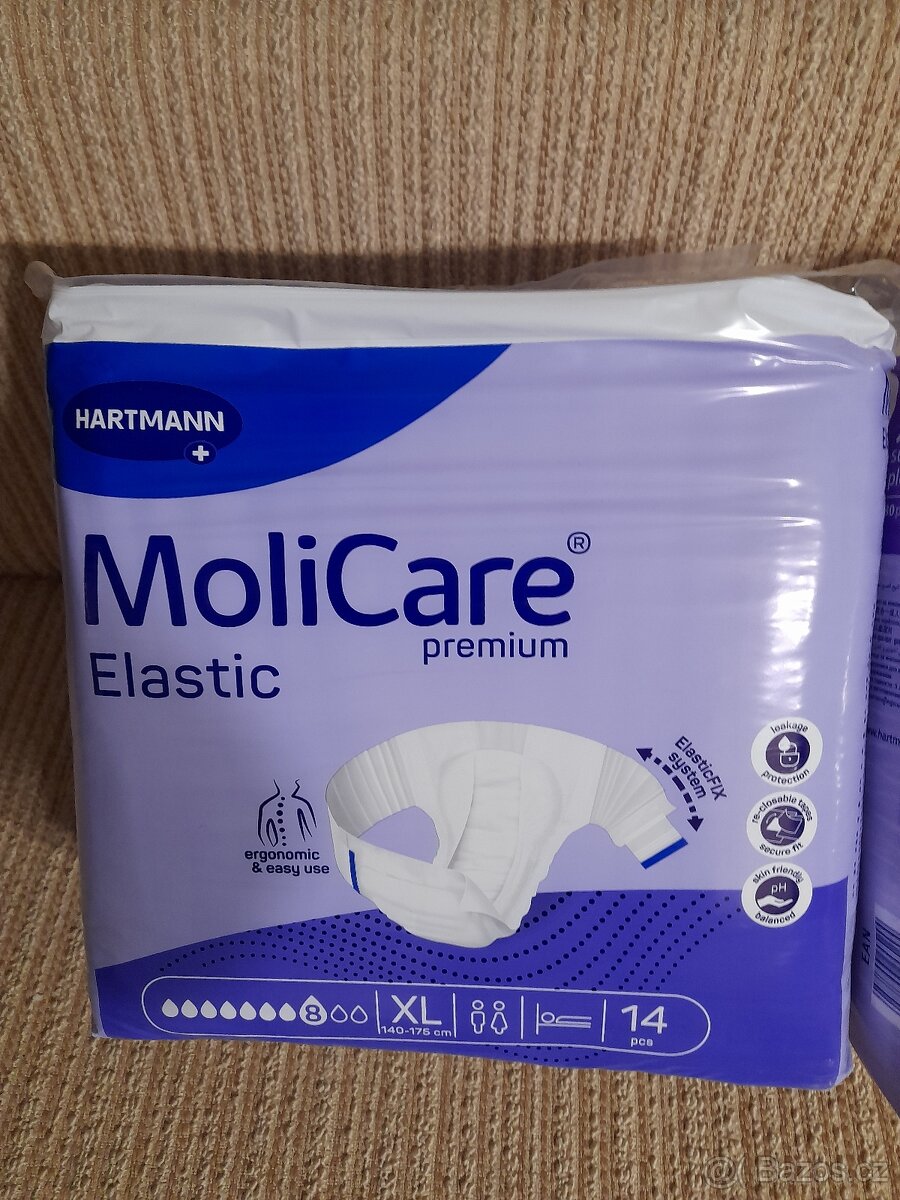 HARTMANN
MoliCare®
premium
Elastic
ElasticFIX
system
leakage
protection
re-closable tapes
secure fit
skin friendly
pH
balanced
ergonomic
& easy use
8
XL
140-175 cm
14
pcs
EAN
Bazos.cz